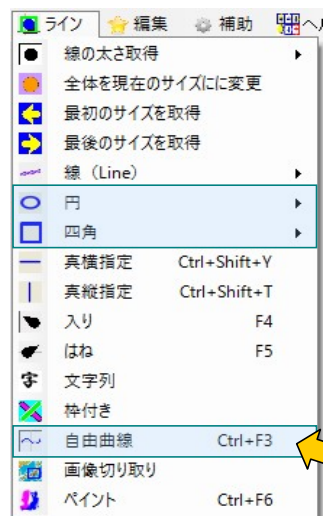 ライン 編集 補助 ヘ
線の太さ取得
全体を現在のサイズにに変更
最初のサイズを取得
最後のサイズを取得
線（Line）
円
四角
真横指定 Ctrl+Shift+Y
真縦指定 Ctrl+Shift+T
入り F4
はね F5
字 文字列
枠付き
自由曲線 Ctrl+F3
画像切り取り
ペイント Ctrl+F6